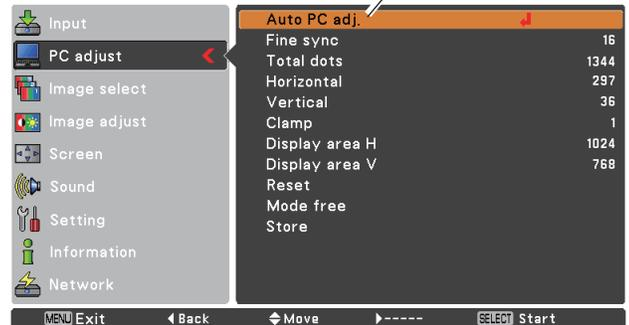 Input
PC adjust
Image select
Image adjust
Screen
Sound
Setting
Information
Network
Auto PC adj.
Fine sync 16
Total dots 1344
Horizontal 297
Vertical 36
Clamp 1
Display area H 1024
Display area V 768
Reset
Mode free
Store
MENU Exit Back Move ----- SELECT Start